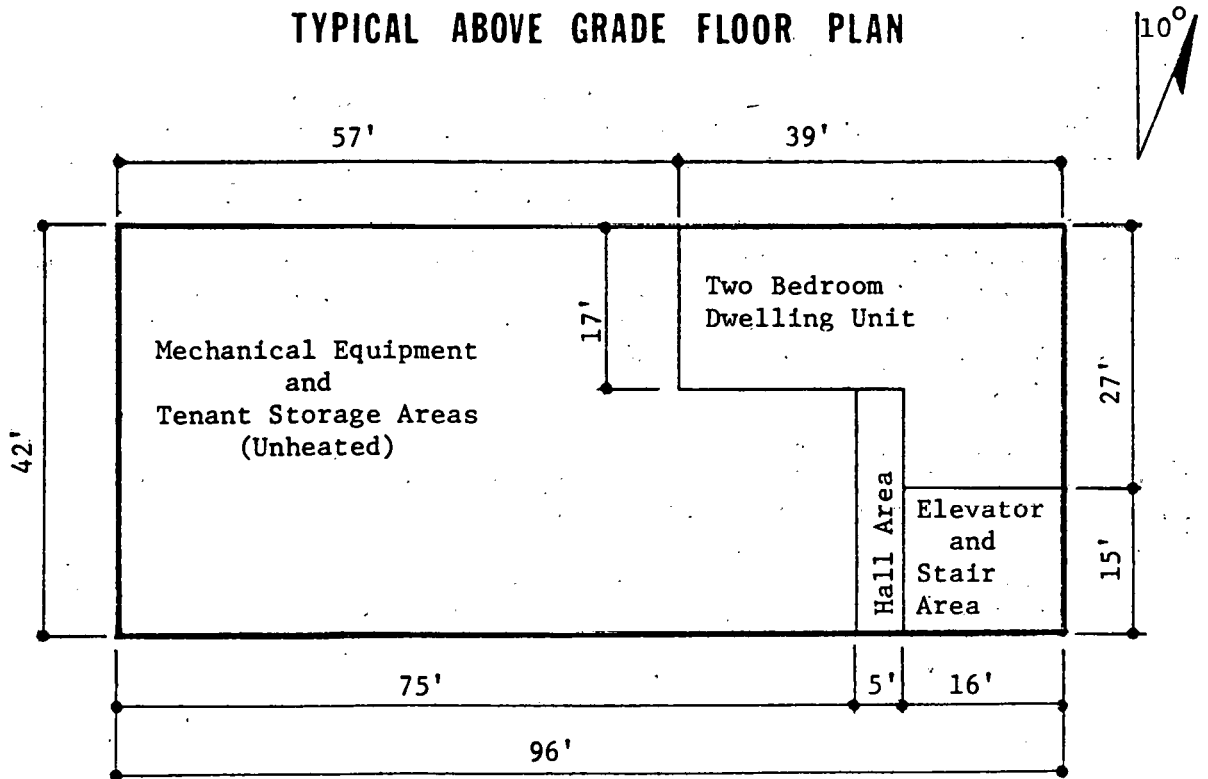 TYPICAL ABOVE GRADE FLOOR PLAN
10°
57'
39'
42'
17'
Two Bedroom
Dwelling Unit
Mechanical Equipment
and
Tenant Storage Areas
(Unheated)
27'
Hall Area
Elevator
and
Stair
Area
15'
75'
5'
16'
96'